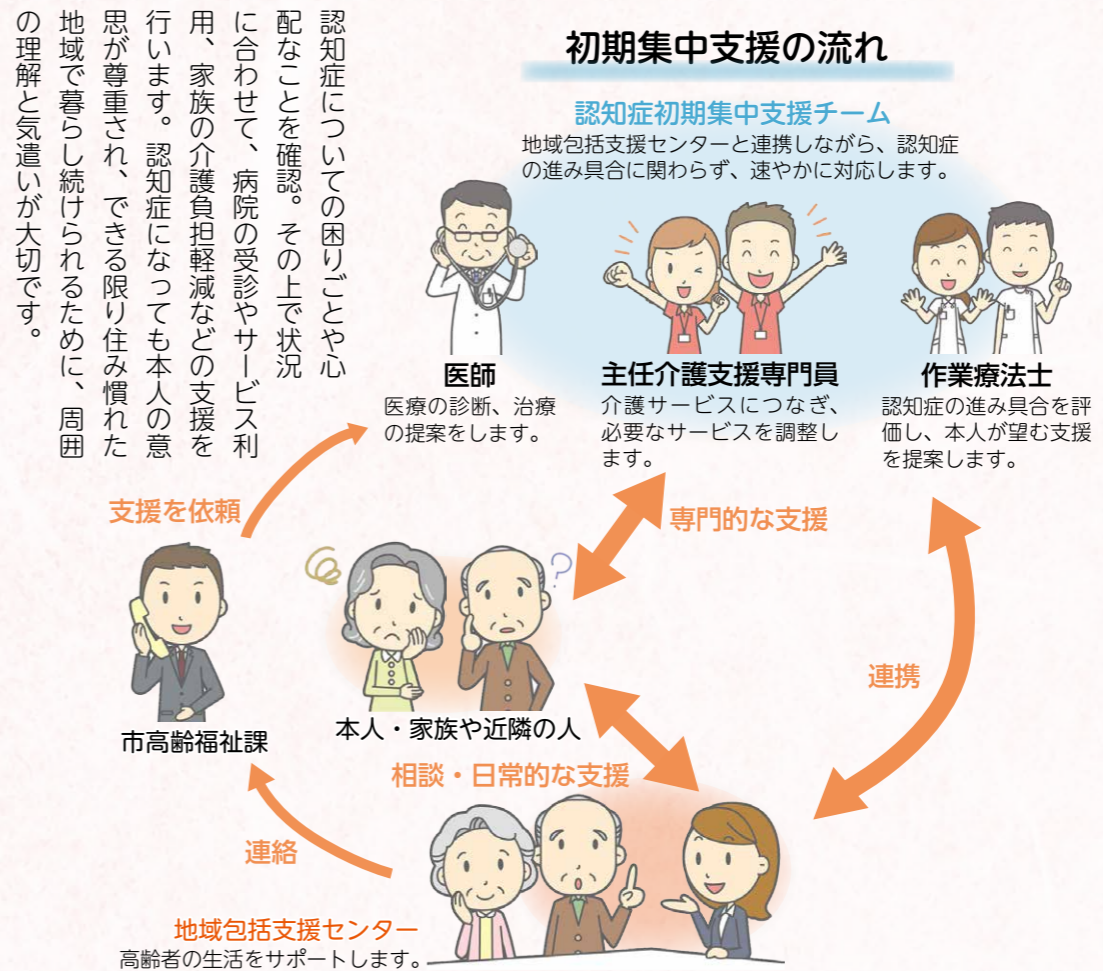 初期集中支援の流れ
認知症初期集中支援チーム
地域包括支援センターと連携しながら、認知症
の進み具合に関わらず、速やかに対応します。
医師
医療の診断、治療
の提案をします。
主任介護支援専門員
介護サービスにつなぎ、
必要なサービスを調整し
ます。
作業療法士
認知症の進み具合を評
価し、本人が望む支援
を提案します。
認知症についての困りごとや心
配なことを確認。その上で状況
に合わせて、病院の受診やサービス利
用、家族の介護負担軽減などの支援を
行います。認知症になっても本人の意
思が尊重され、できる限り住み慣れた
地域で暮らし続けられるために、周囲
の理解と気遣いが大切です。
支援を依頼
専門的な支援
連携
市高齢福祉課
本人・家族や近隣の人
相談・日常的な支援
連絡
地域包括支援センター
高齢者の生活をサポートします。